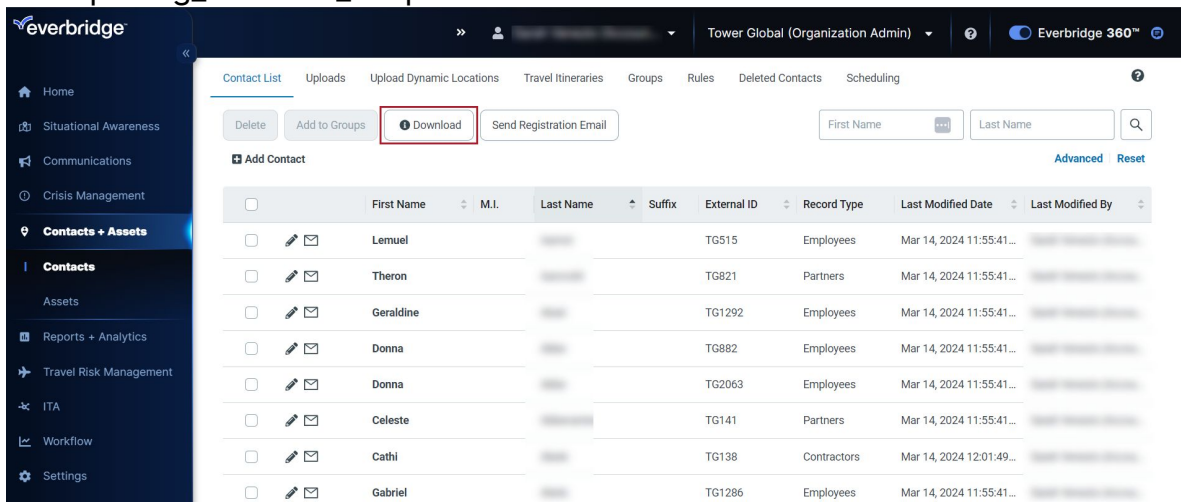 everbridge
» Tower Global (Organization Admin) Everbridge 360™
«
Contact List Uploads Upload Dynamic Locations Travel Itineraries Groups Rules Deleted Contacts Scheduling
Home
Situational Awareness
Communications
Crisis Management
Contacts + Assets
Contacts
Assets
Reports + Analytics
Travel Risk Management
ITA
Workflow
Settings
Delete Add to Groups Download Send Registration Email First Name Last Name
Add Contact Advanced Reset
First Name M.I. Last Name Suffix External ID Record Type Last Modified Date Last Modified By
Lemuel TG515 Employees Mar 14, 2024 11:55:41...
Theron TG821 Partners Mar 14, 2024 11:55:41...
Geraldine TG1292 Employees Mar 14, 2024 11:55:41...
Donna TG882 Employees Mar 14, 2024 11:55:41...
Donna TG2063 Employees Mar 14, 2024 11:55:41...
Celeste TG141 Partners Mar 14, 2024 11:55:41...
Cathi TG138 Contractors Mar 14, 2024 12:01:49...
Gabriel TG1286 Employees Mar 14, 2024 11:55:41...